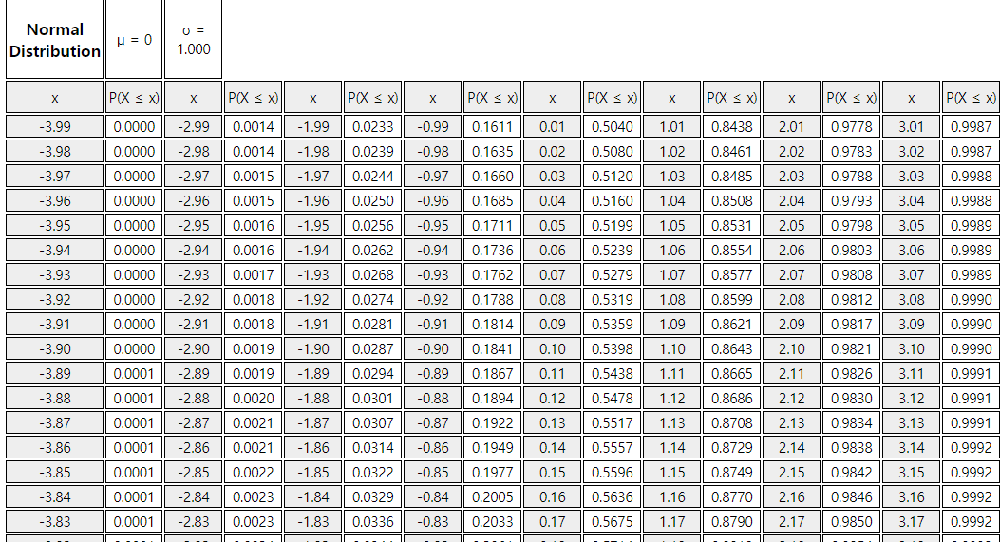 Normal Distribution μ = 0 σ = 1.000
x P(X ≤ x) x P(X ≤ x) x P(X ≤ x) x P(X ≤ x) x P(X ≤ x) x P(X ≤ x) x P(X ≤ x) x P(X ≤ x)
-3.99 0.0000 -2.99 0.0014 -1.99 0.0233 -0.99 0.1611 0.01 0.5040 1.01 0.8438 2.01 0.9778 3.01 0.9987
-3.98 0.0000 -2.98 0.0014 -1.98 0.0239 -0.98 0.1635 0.02 0.5080 1.02 0.8461 2.02 0.9783 3.02 0.9987
-3.97 0.0000 -2.97 0.0015 -1.97 0.0244 -0.97 0.1660 0.03 0.5120 1.03 0.8485 2.03 0.9788 3.03 0.9988
-3.96 0.0000 -2.96 0.0015 -1.96 0.0250 -0.96 0.1685 0.04 0.5160 1.04 0.8508 2.04 0.9793 3.04 0.9988
-3.95 0.0000 -2.95 0.0016 -1.95 0.0256 -0.95 0.1711 0.05 0.5199 1.05 0.8531 2.05 0.9798 3.05 0.9989
-3.94 0.0000 -2.94 0.0016 -1.94 0.0262 -0.94 0.1736 0.06 0.5239 1.06 0.8554 2.06 0.9803 3.06 0.9989
-3.93 0.0000 -2.93 0.0017 -1.93 0.0268 -0.93 0.1762 0.07 0.5279 1.07 0.8577 2.07 0.9808 3.07 0.9989
-3.92 0.0000 -2.92 0.0018 -1.92 0.0274 -0.92 0.1788 0.08 0.5319 1.08 0.8599 2.08 0.9812 3.08 0.9990
-3.91 0.0000 -2.91 0.0018 -1.91 0.0281 -0.91 0.1814 0.09 0.5359 1.09 0.8621 2.09 0.9817 3.09 0.9990
-3.90 0.0000 -2.90 0.0019 -1.90 0.0287 -0.90 0.1841 0.10 0.5398 1.10 0.8643 2.10 0.9821 3.10 0.9990
-3.89 0.0001 -2.89 0.0019 -1.89 0.0294 -0.89 0.1867 0.11 0.5438 1.11 0.8665 2.11 0.9826 3.11 0.9991
-3.88 0.0001 -2.88 0.0020 -1.88 0.0301 -0.88 0.1894 0.12 0.5478 1.12 0.8686 2.12 0.9830 3.12 0.9991
-3.87 0.0001 -2.87 0.0021 -1.87 0.0307 -0.87 0.1922 0.13 0.5517 1.13 0.8708 2.13 0.9834 3.13 0.9991
-3.86 0.0001 -2.86 0.0021 -1.86 0.0314 -0.86 0.1949 0.14 0.5557 1.14 0.8729 2.14 0.9838 3.14 0.9992
-3.85 0.0001 -2.85 0.0022 -1.85 0.0322 -0.85 0.1977 0.15 0.5596 1.15 0.8749 2.15 0.9842 3.15 0.9992
-3.84 0.0001 -2.84 0.0023 -1.84 0.0329 -0.84 0.2005 0.16 0.5636 1.16 0.8770 2.16 0.9846 3.16 0.9992
-3.83 0.0001 -2.83 0.0023 -1.83 0.0336 -0.83 0.2033 0.17 0.5675 1.17 0.8790 2.17 0.9850 3.17 0.9992